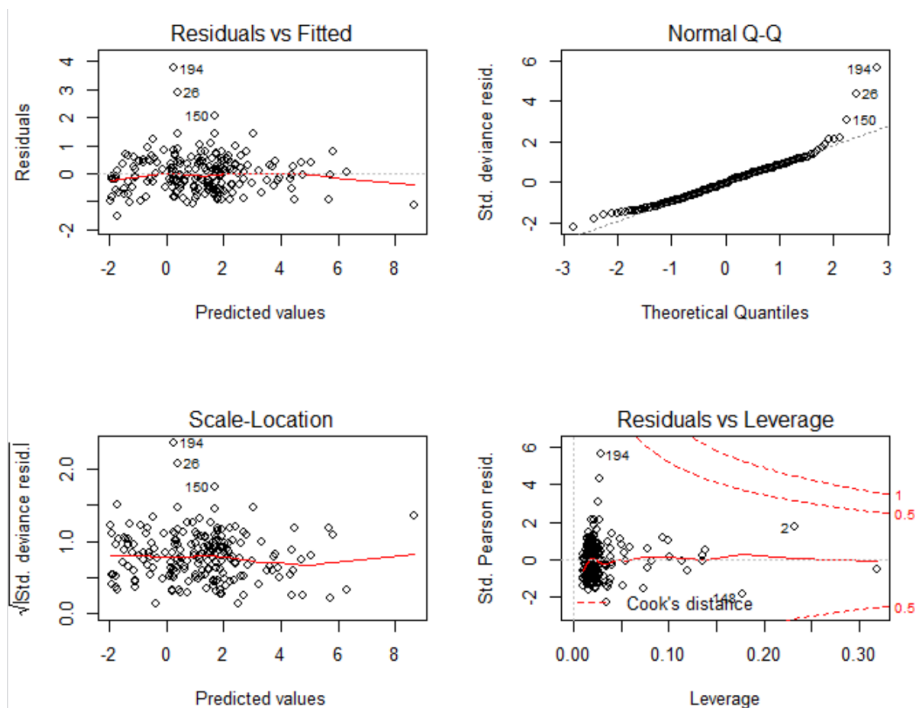 Residuals vs Fitted
Residuals
4
3
2
1
0
-2
194
26
150
-2 0 2 4 6 8
Predicted values
Normal Q-Q
Std. deviance resid.
6
4
2
0
-2
194
26
150
-3 -2 -1 0 1 2 3
Theoretical Quantiles
Scale-Location
√|Std. deviance resid.|
2.0
1.0
0.0
194
26
150
-2 0 2 4 6 8
Predicted values
Residuals vs Leverage
Std. Pearson resid.
6
4
2
0
-2
194
2
148
Cook's distance
1
0.5
0.5
0.00 0.10 0.20 0.30
Leverage